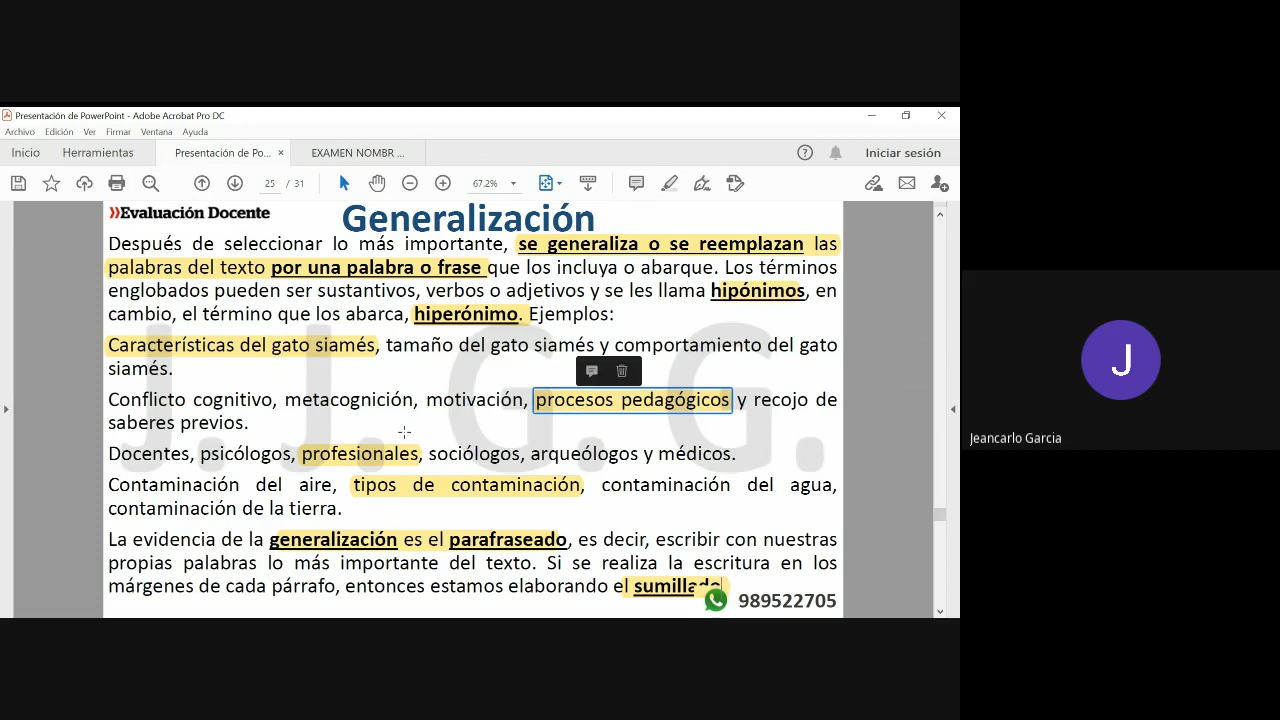 Presentación de PowerPoint - Adobe Acrobat Pro DC
Archivo Edición Ver Firmar Ventana Ayuda
Inicio Herramientas Presentación de Po... × EXAMEN NOMBR ... Iniciar sesión
25 / 31 67.2%
»Evaluación Docente
Generalización
Después de seleccionar lo más importante, se generaliza o se reemplazan las
palabras del texto por una palabra o frase que los incluya o abarque. Los términos
englobados pueden ser sustantivos, verbos o adjetivos y se les llama hipónimos, en
cambio, el término que los abarca, hiperónimo. Ejemplos:
Características del gato siamés, tamaño del gato siamés y comportamiento del gato
siamés.
Conflicto cognitivo, metacognición, motivación, procesos pedagógicos y recojo de
saberes previos.
Docentes, psicólogos, profesionales, sociólogos, arqueólogos y médicos.
Contaminación del aire, tipos de contaminación, contaminación del agua,
contaminación de la tierra.
La evidencia de la generalización es el parafraseado, es decir, escribir con nuestras
propias palabras lo más importante del texto. Si se realiza la escritura en los
márgenes de cada párrafo, entonces estamos elaborando el sumillado
989522705
J. J. G. G.
J
Jeancarlo Garcia